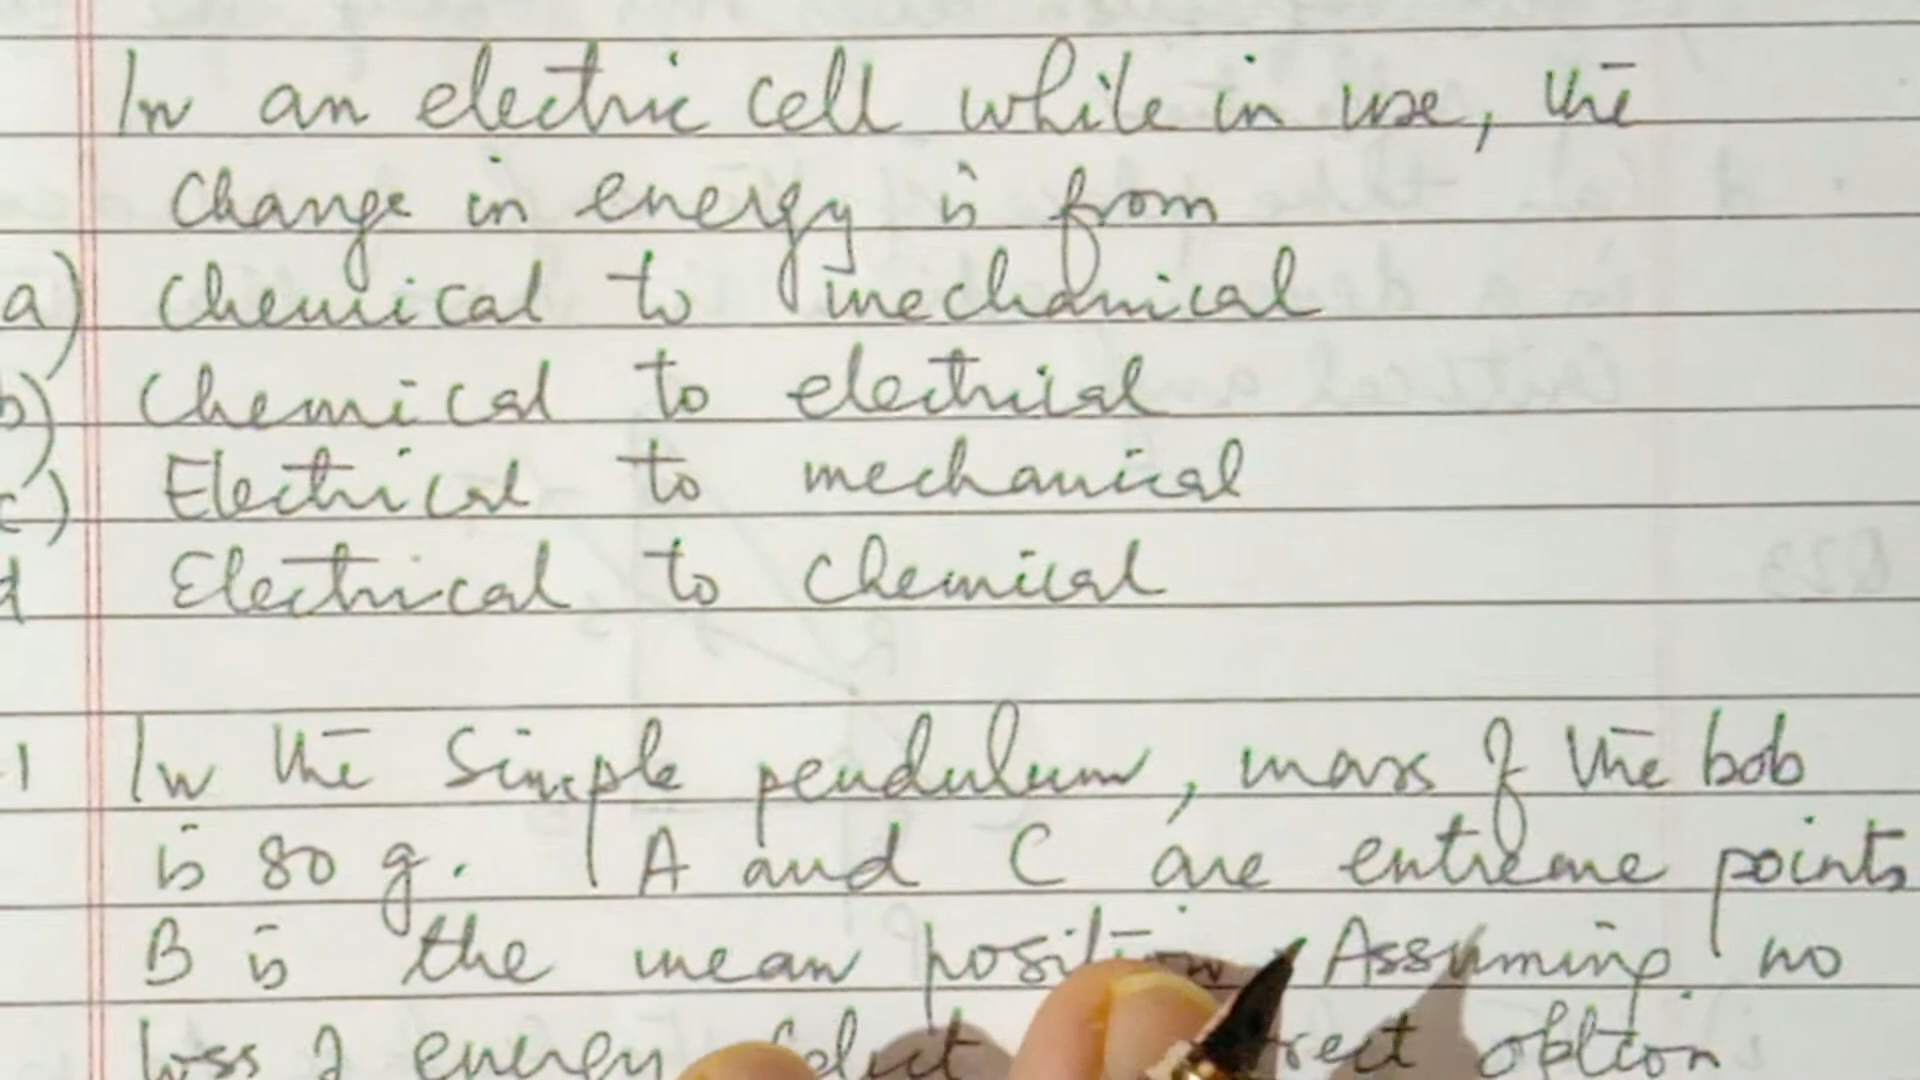 In an electric cell while in use, the
change in energy is from
a) Chemical to mechanical
b) Chemical to electrical
c) Electrical to mechanical
d Electrical to Chemical
1 In the simple pendulum, mass of the bob
is 80 g. A and C are extreme points
B is the mean position Assuming no
loss of energy option